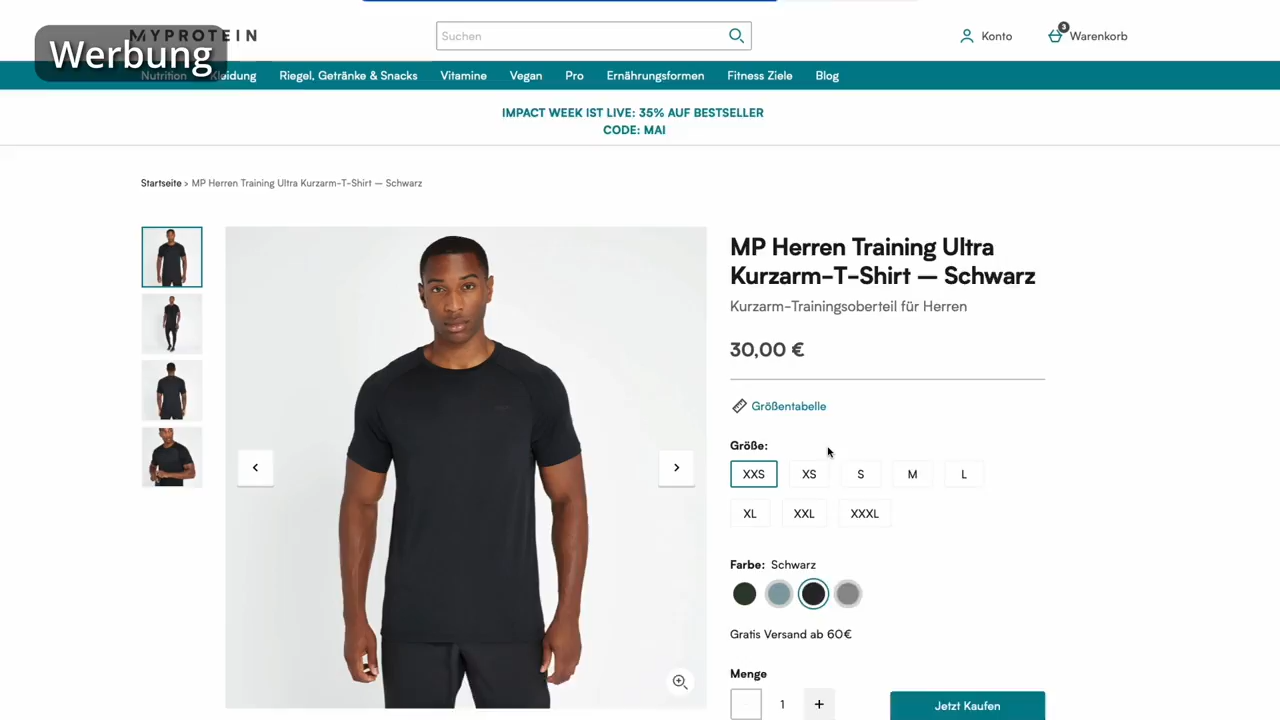 MYPROTEIN
Werbung
Suchen
Konto
3
Warenkorb
Nutrition Kleidung Riegel, Getränke & Snacks Vitamine Vegan Pro Ernährungsformen Fitness Ziele Blog
IMPACT WEEK IST LIVE: 35% AUF BESTSELLER
CODE: MAI
Startseite > MP Herren Training Ultra Kurzarm-T-Shirt — Schwarz
MP Herren Training Ultra
Kurzarm-T-Shirt — Schwarz
Kurzarm-Trainingsoberteil für Herren
30,00 €
Größentabelle
Größe:
XXS XS S M L
XL XXL XXXL
Farbe: Schwarz
Gratis Versand ab 60€
Menge
1 +
Jetzt Kaufen